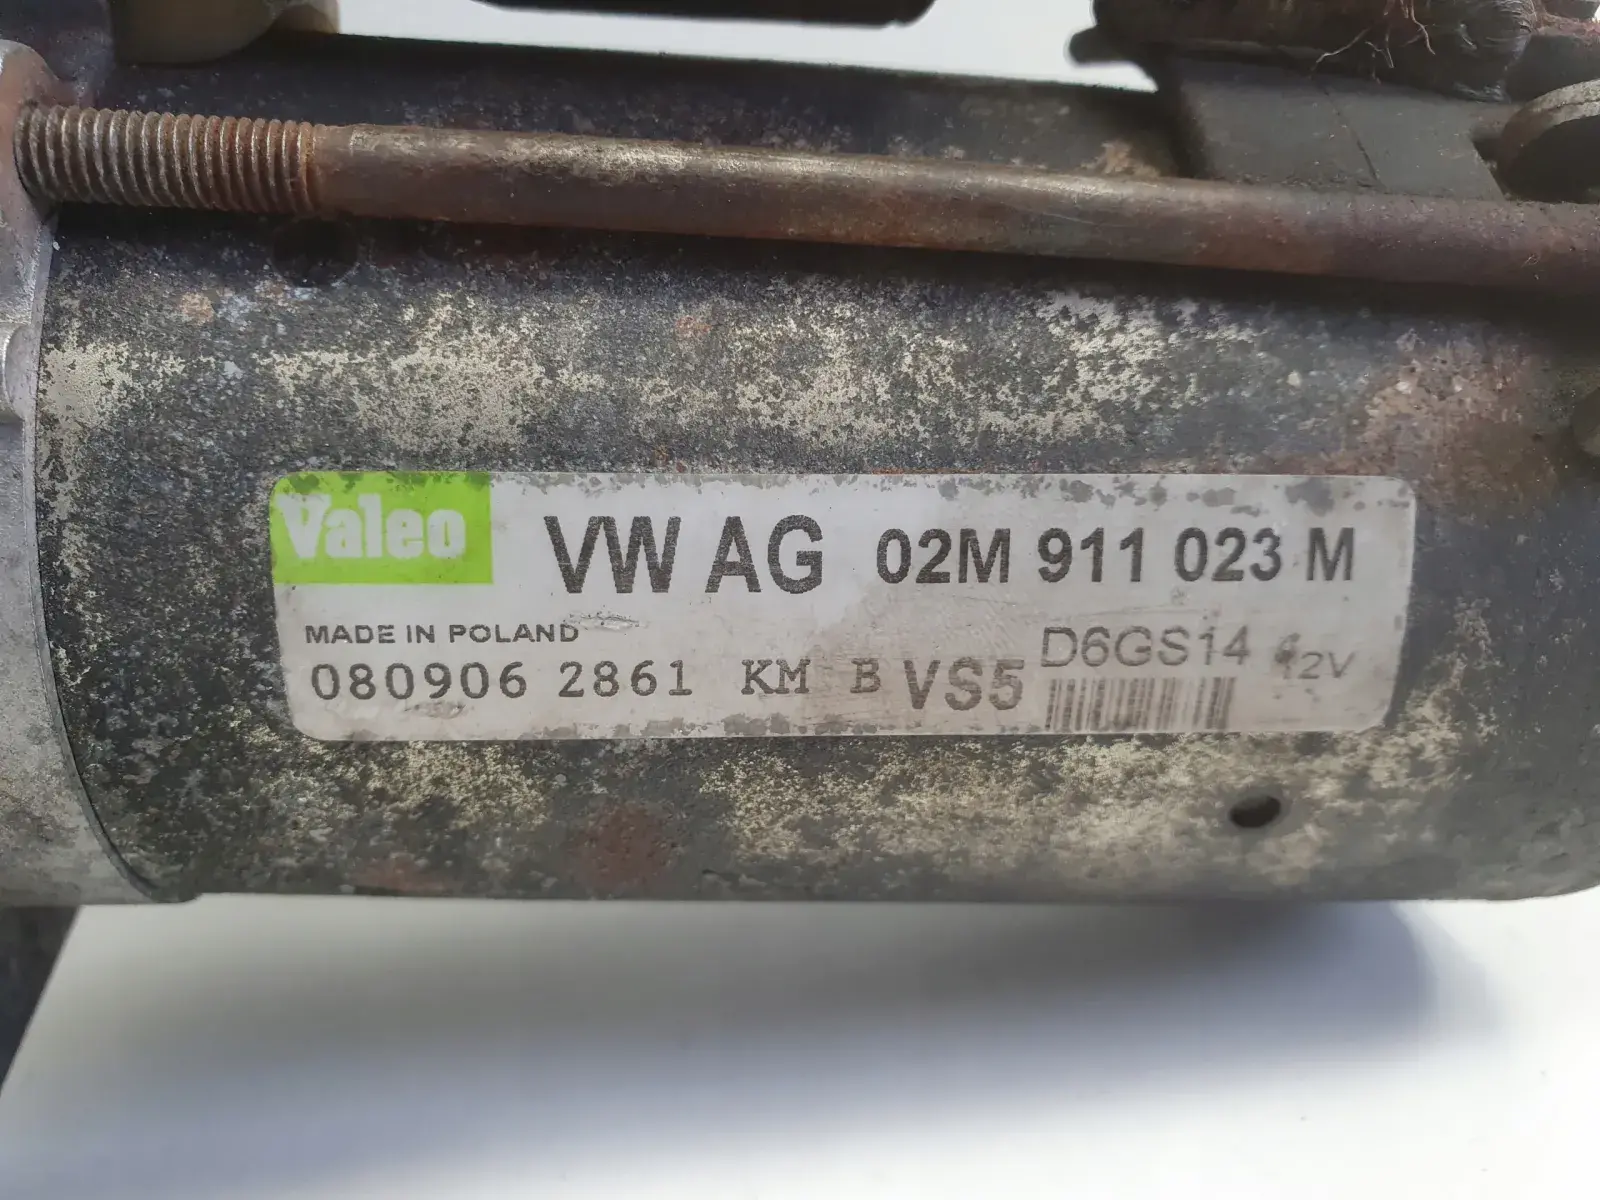 Valeo VW AG 02M 911 023 M
MADE IN POLAND
080906 2861 KM B VS5 D6GS14 12V